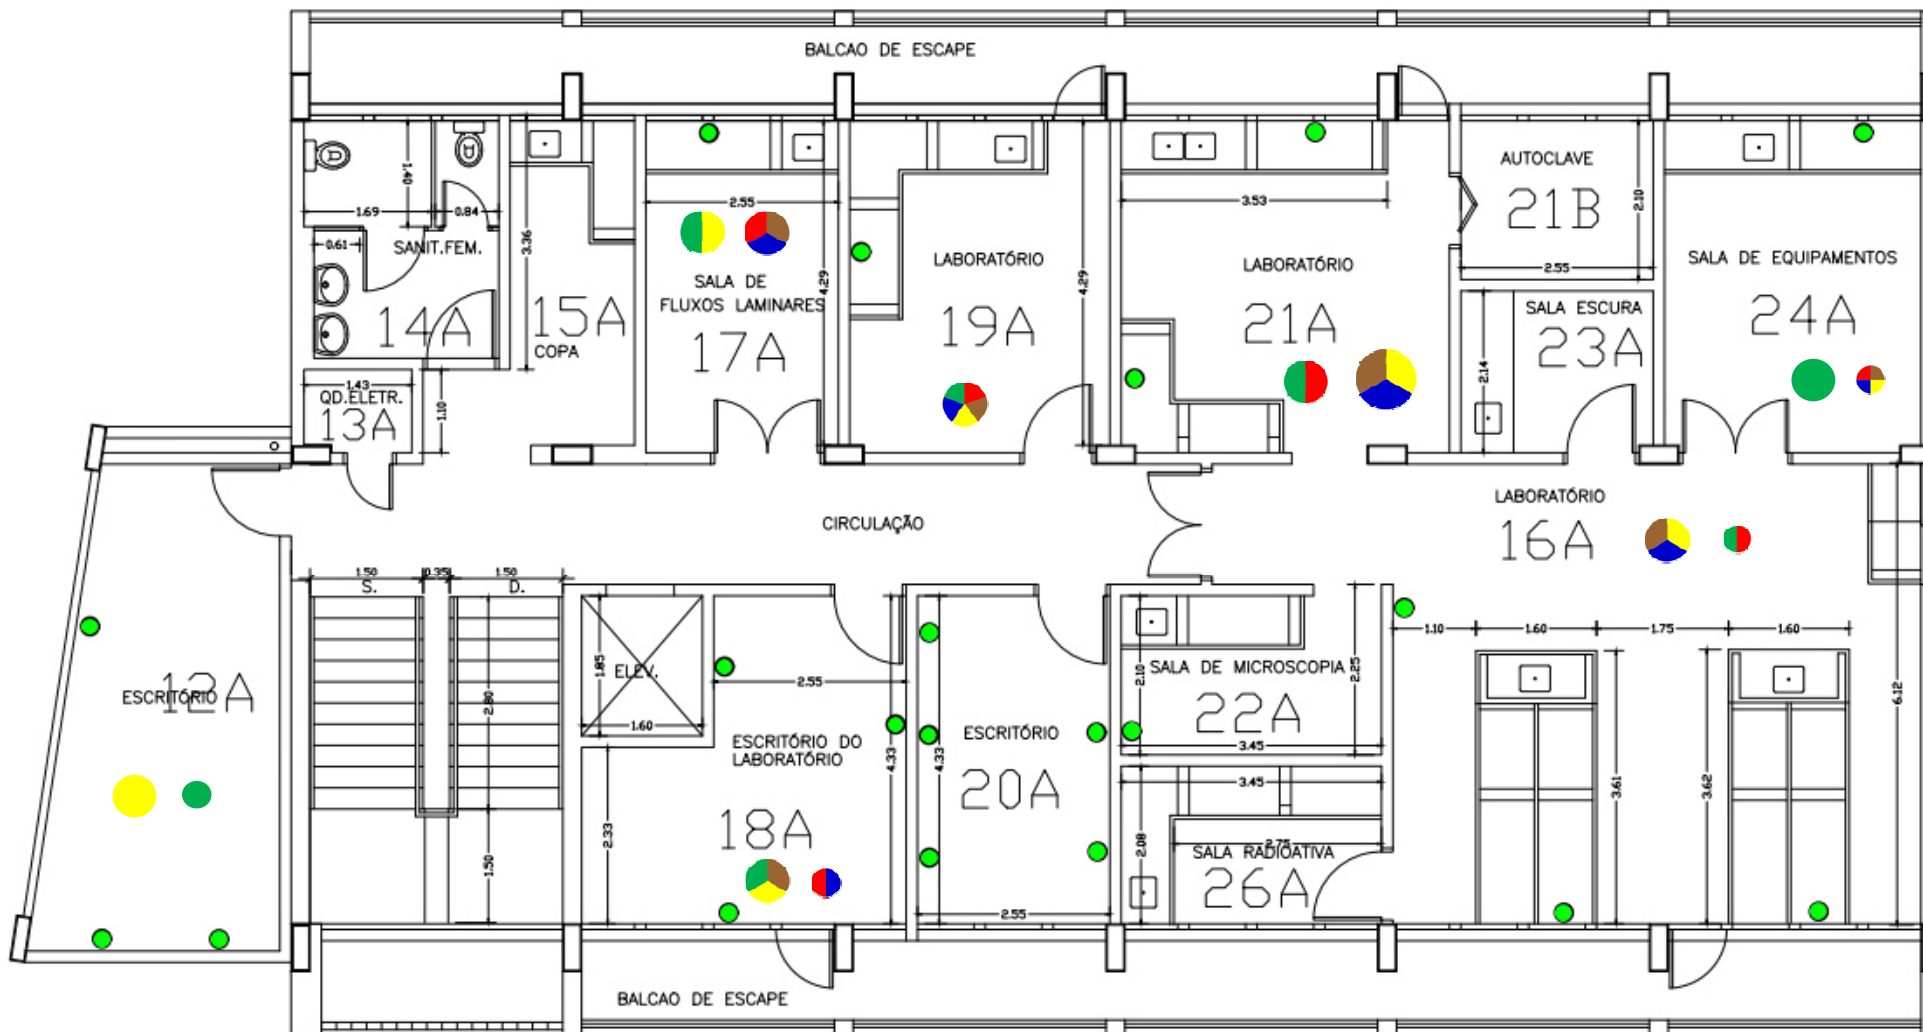 BALCAO DE ESCAPE
1.40
1.69
0.84
0.61
SANIT.FEM.
14A
3.36
15A
COPA
2.55
4.29
SALA DE
FLUXOS LAMINARES
17A
LABORATÓRIO
19A
4.29
3.53
LABORATÓRIO
21A
AUTOCLAVE
21B
2.10
2.55
SALA ESCURA
23A
2.14
SALA DE EQUIPAMENTOS
24A
1.43
QD.ELETR.
13A
1.10
CIRCULAÇÃO
LABORATÓRIO
16A
1.50
0.35
1.50
S.
D.
2.80
1.50
ESCRITÓRIO
12A
1.85
ELEV.
1.60
2.55
4.33
ESCRITÓRIO DO
LABORATÓRIO
18A
2.33
4.33
ESCRITÓRIO
20A
2.55
2.10
SALA DE MICROSCOPIA
22A
2.25
3.45
3.45
2.08
2.75
SALA RADIOATIVA
26A
1.10
1.60
1.75
1.60
3.61
3.62
6.12
BALCAO DE ESCAPE